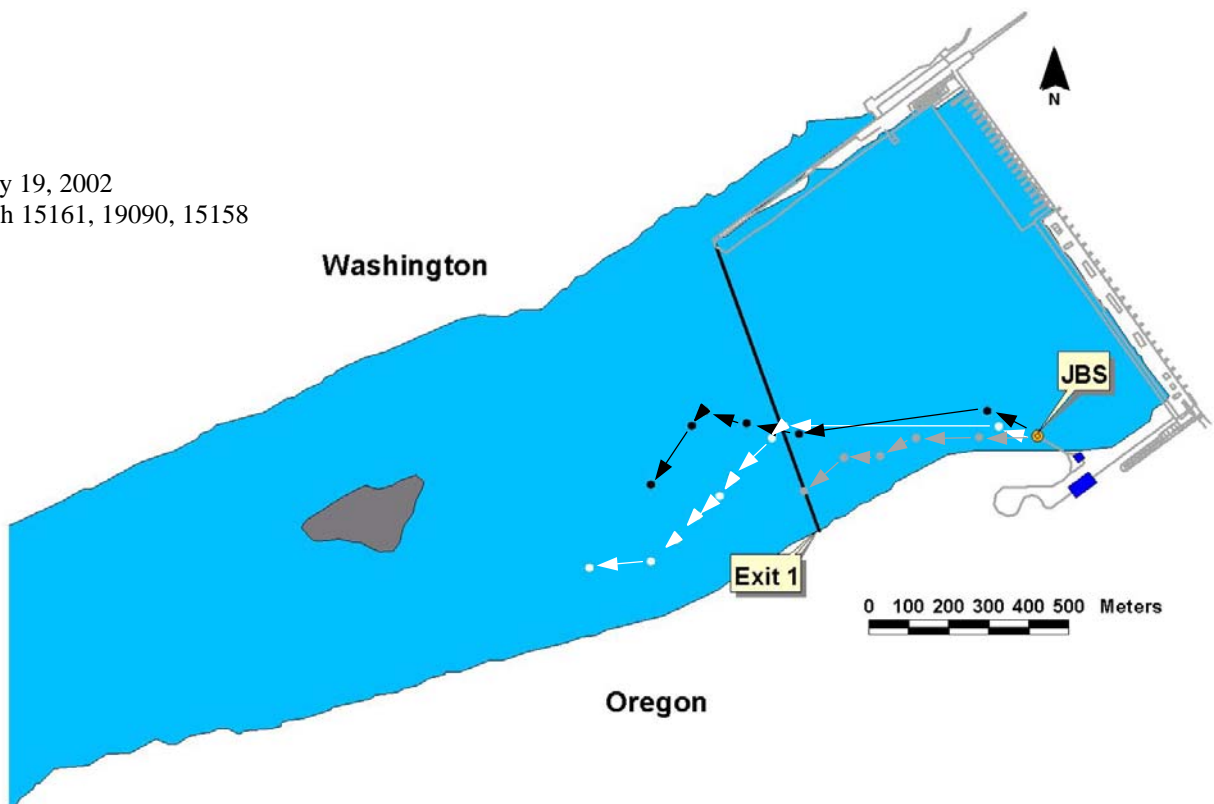 N
y 19, 2002
h 15161, 19090, 15158
Washington
JBS
Exit 1
0 100 200 300 400 500 Meters
Oregon